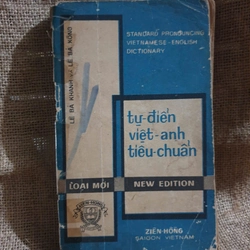 STANDARD PRONOUNCING
VIETNAMESE-ENGLISH
DICTIONARY
LÊ BÁ KHANH LÊ BÁ KÔNG
tự-điển
việt-anh
tiêu-chuẩn
LOẠI MỚI
NEW EDITION
ZIÊN-HỒNG
SAIGON VIETNAM